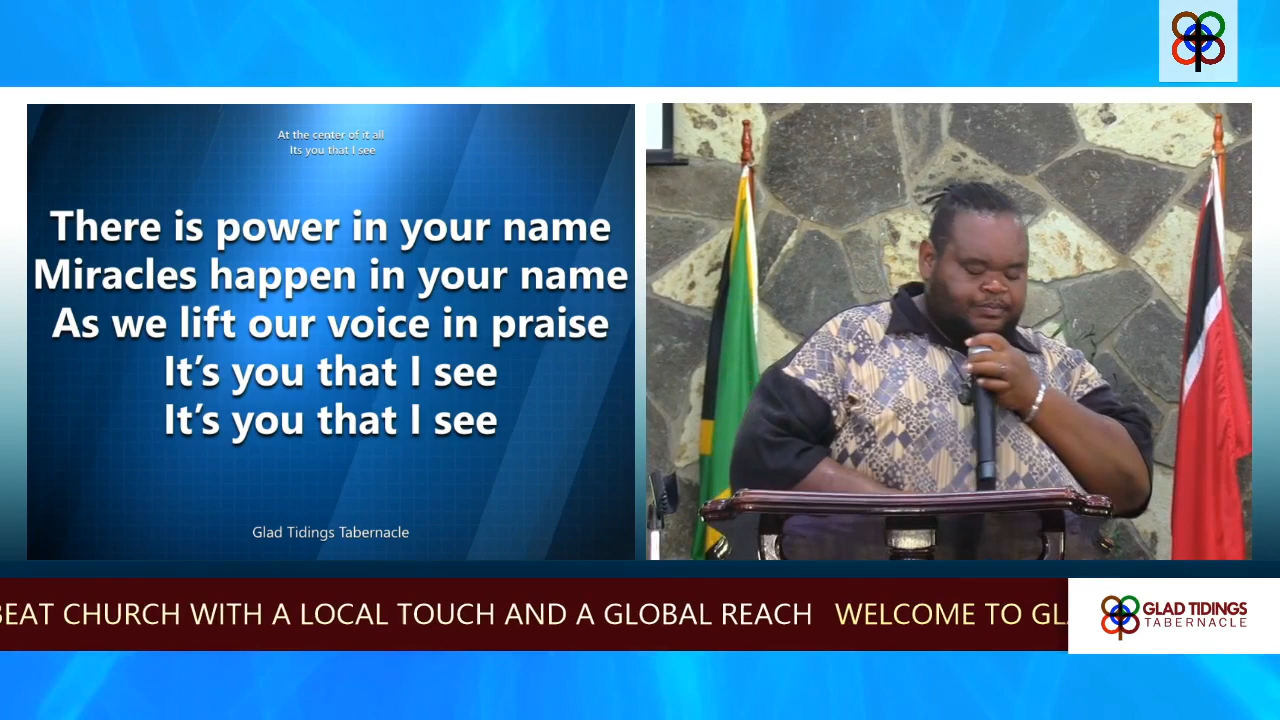 At the center of it all
Its you that I see
There is power in your name
Miracles happen in your name
As we lift our voice in praise
It’s you that I see
It’s you that I see
Glad Tidings Tabernacle
BEAT CHURCH WITH A LOCAL TOUCH AND A GLOBAL REACH WELCOME TO GL
GLAD TIDINGS
TABERNACLE